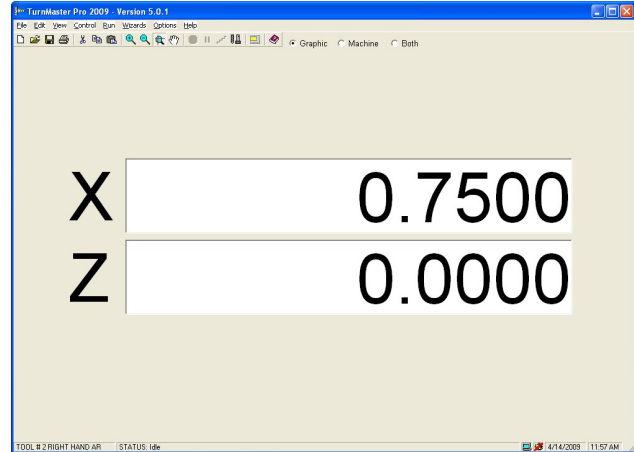 TurnMaster Pro 2009 - Version 5.0.1
File Edit View Control Run Wizards Options Help
Graphic Machine Both
X 0.7500
Z 0.0000
TOOL # 2 RIGHT HAND AR STATUS: Idle 4/14/2009 11:57 AM